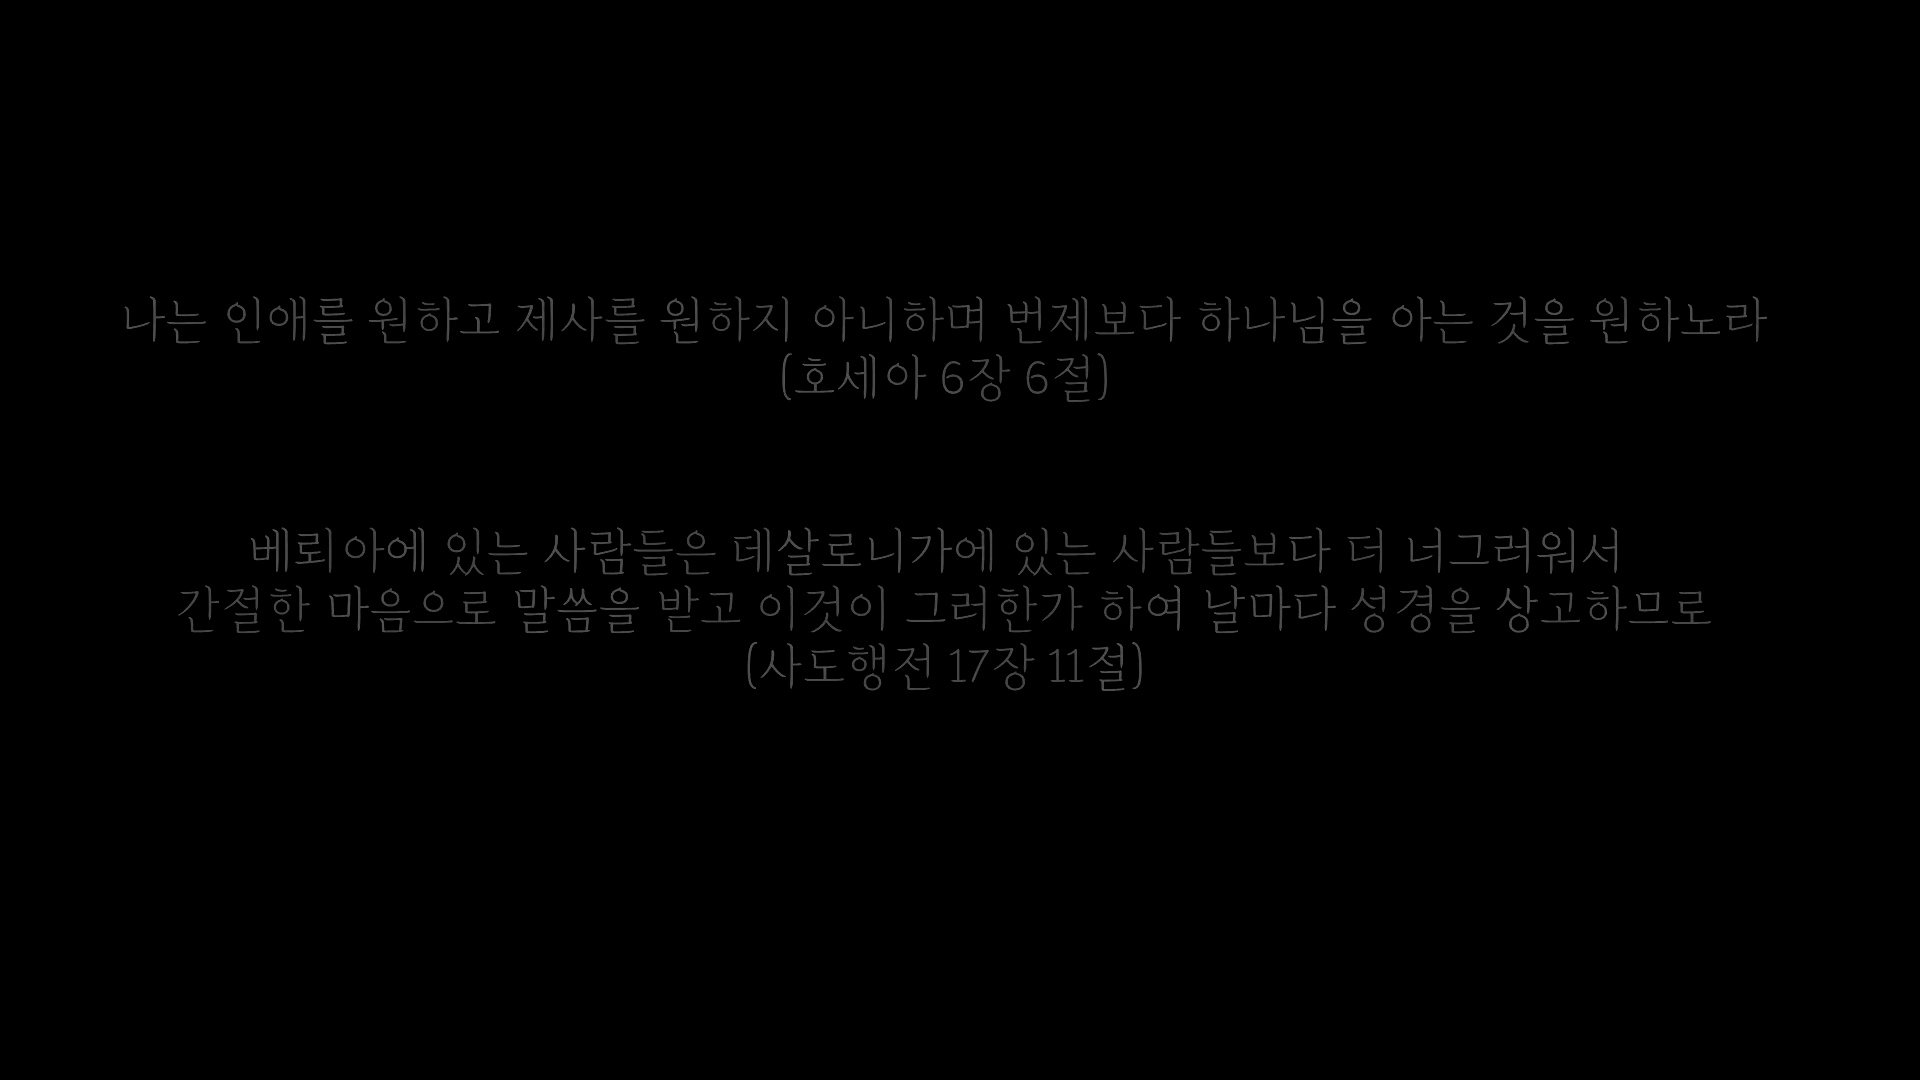 나는 인애를 원하고 제사를 원하지 아니하며 번제보다 하나님을 아는 것을 원하노라
(호세아 6장 6절)
베뢰아에 있는 사람들은 데살로니가에 있는 사람들보다 더 너그러워서
간절한 마음으로 말씀을 받고 이것이 그러한가 하여 날마다 성경을 상고하므로
(사도행전 17장 11절)